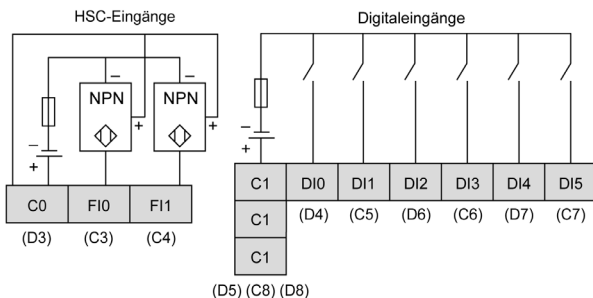 HSC-Eingänge
Digitaleingänge
NPN
NPN
C0 FI0 FI1
(D3) (C3) (C4)
C1 DI0 DI1 DI2 DI3 DI4 DI5
C1 (D4) (C5) (D6) (C6) (D7) (C7)
C1
(D5) (C8) (D8)